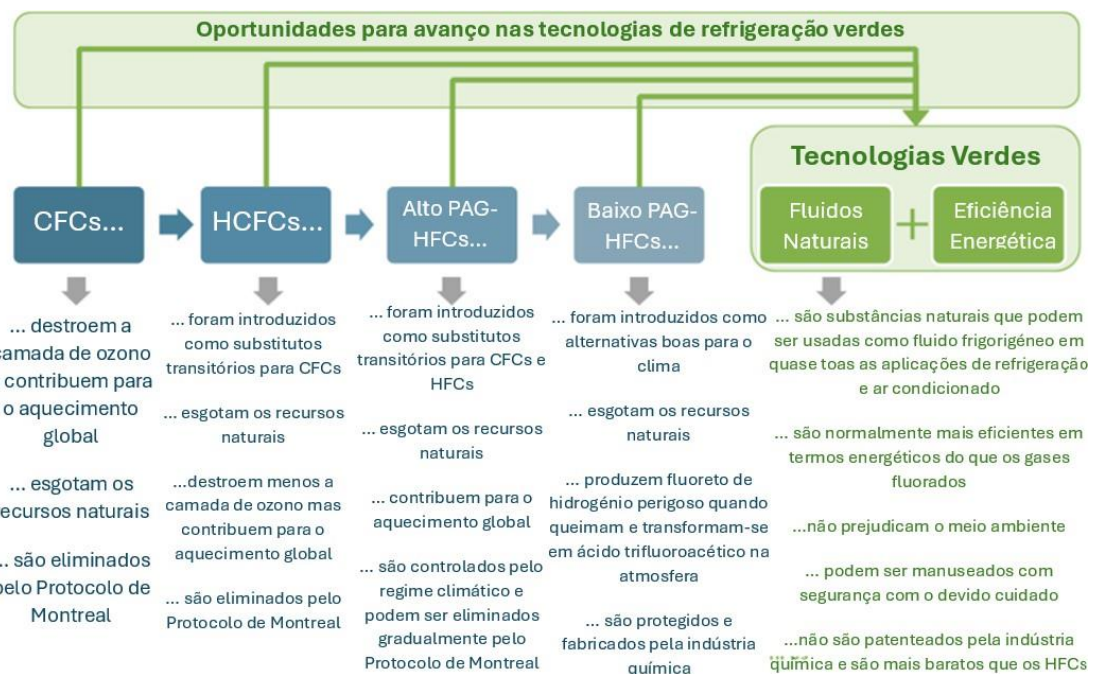 Oportunidades para avanço nas tecnologias de refrigeração verdes
Tecnologias Verdes
CFCs...
HCFCs...
Alto PAG-
HFCs...
Baixo PAG-
HFCs...
Fluidos
Naturais
+
Eficiência
Energética
... destroem a
camada de ozono
contribuem para
o aquecimento
global
... esgotam os
recursos naturais
... são eliminados
pelo Protocolo de
Montreal
... foram introduzidos
como substitutos
transitórios para CFCs
... esgotam os recursos
naturais
...destroem menos a
camada de ozono mas
contribuem para o
aquecimento global
... são eliminados pelo
Protocolo de Montreal
... foram introduzidos
como substitutos
transitórios para CFCs e
HFCs
... esgotam os recursos
naturais
... contribuem para o
aquecimento global
... são controlados pelo
regime climático e
podem ser eliminados
gradualmente pelo
Protocolo de Montreal
... foram introduzidos como
alternativas boas para o
clima
... esgotam os recursos
naturais
... produzem fluoreto de
hidrogénio perigoso quando
queimam e transformam-se
em ácido trifluoroacético na
atmosfera
... são protegidos e
fabricados pela indústria
química
... são substâncias naturais que podem
ser usadas como fluido frigorigéneo em
quase toas as aplicações de refrigeração
e ar condicionado
... são normalmente mais eficientes em
termos energéticos do que os gases
fluorados
...não prejudicam o meio ambiente
... podem ser manuseados com
segurança com o devido cuidado
...não são patenteados pela indústria
química e são mais baratos que os HFCs